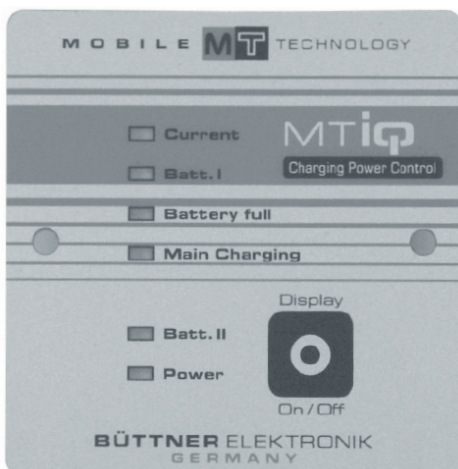 MOBILE MT TECHNOLOGY
Current
MTiQ
Batt. I
Charging Power Control
Battery full
Main Charging
Display
Batt. II
Power
On / Off
BÜTTNER ELEKTRONIK
GERMANY